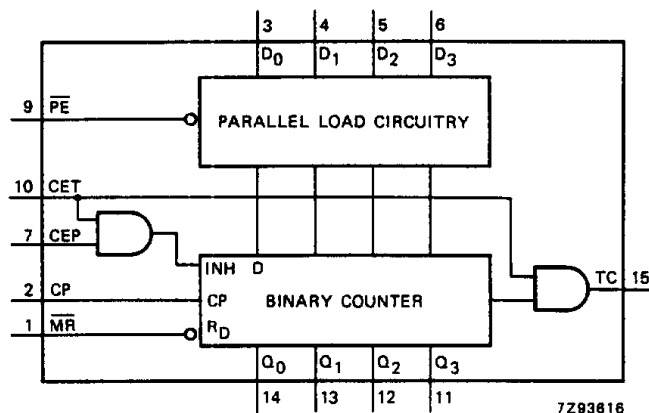 3 4 5 6
D0 D1 D2 D3
9 PE
PARALLEL LOAD CIRCUITRY
10 CET
7 CEP
INH D
TC 15
2 CP
CP BINARY COUNTER
1 MR
RD
Q0 Q1 Q2 Q3
14 13 12 11
7Z93616